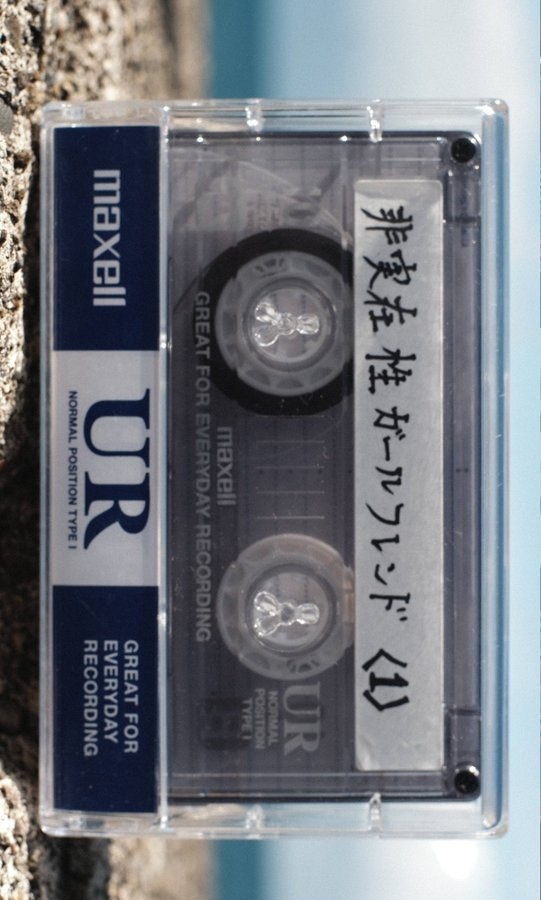 maxell
UR
NORMAL POSITION TYPE I
GREAT FOR
EVERYDAY
RECORDING
非実在性ガールフレンド〈1〉
maxell
GREAT FOR EVERYDAY RECORDING
UR
NORMAL
POSITION
TYPE I